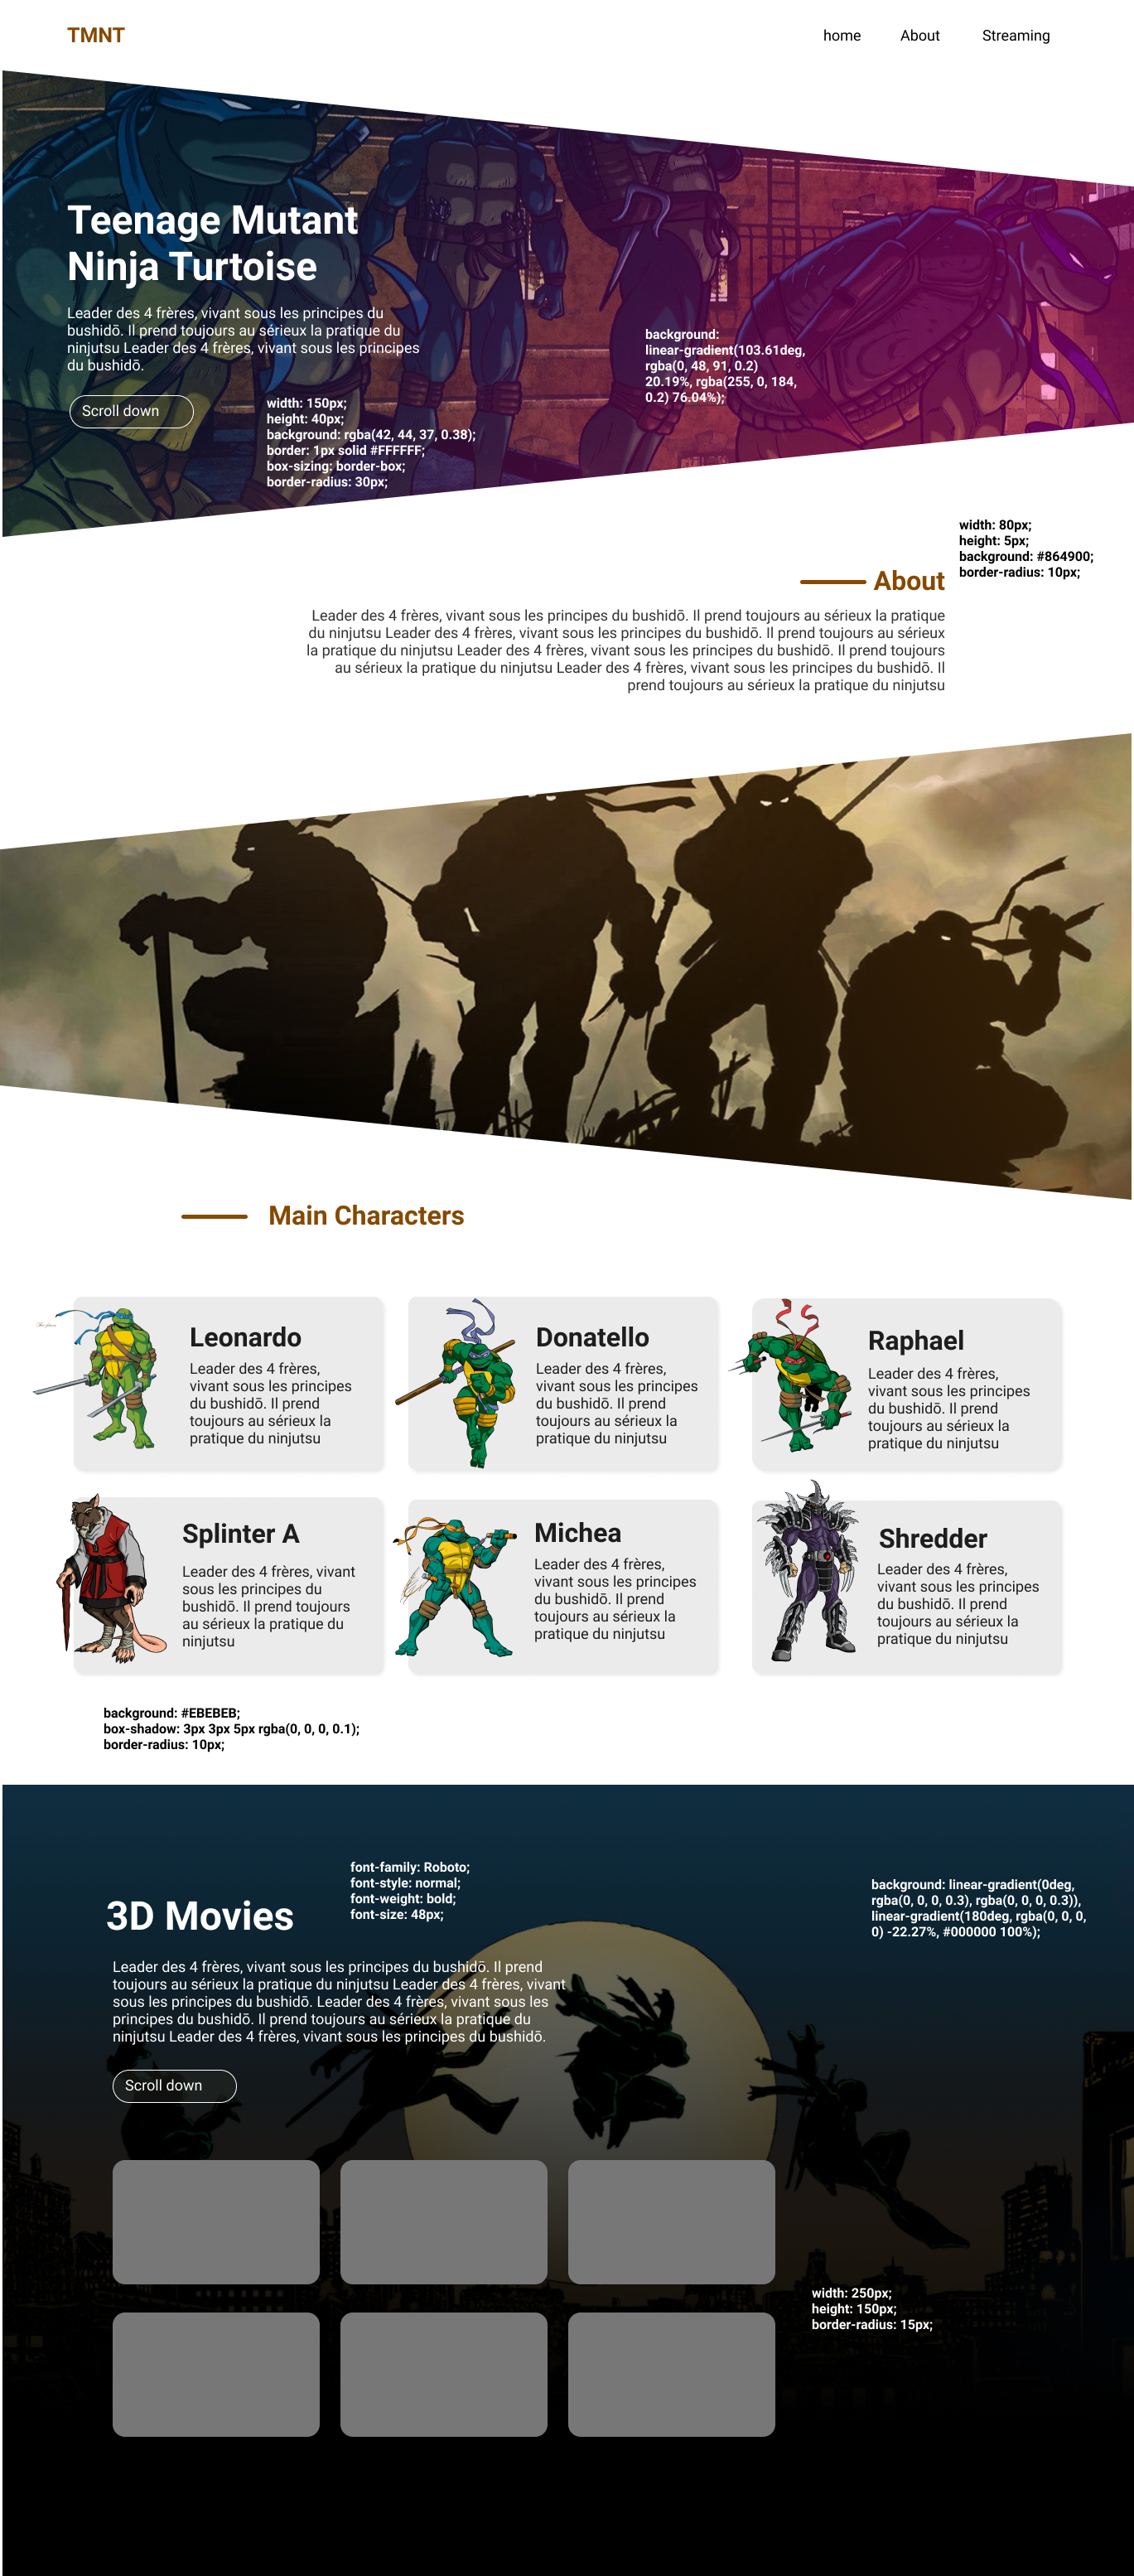 TMNT
home
About
Streaming
Teenage Mutant
Ninja Turtoise
Leader des 4 frères, vivant sous les principes du
bushidō. Il prend toujours au sérieux la pratique du
ninjutsu Leader des 4 frères, vivant sous les principes
du bushidō.
Scroll down
width: 150px;
height: 40px;
background: rgba(42, 44, 37, 0.38);
border: 1px solid #FFFFFF;
box-sizing: border-box;
border-radius: 30px;
background:
linear-gradient(103.61deg,
rgba(0, 48, 91, 0.2)
20.19%, rgba(255, 0, 184,
0.2) 76.04%);
width: 80px;
height: 5px;
background: #864900;
border-radius: 10px;
About
Leader des 4 frères, vivant sous les principes du bushidō. Il prend toujours au sérieux la pratique
du ninjutsu Leader des 4 frères, vivant sous les principes du bushidō. Il prend toujours au sérieux
la pratique du ninjutsu Leader des 4 frères, vivant sous les principes du bushidō. Il prend toujours
au sérieux la pratique du ninjutsu Leader des 4 frères, vivant sous les principes du bushidō. Il
prend toujours au sérieux la pratique du ninjutsu
Main Characters
Leonardo
Leader des 4 frères,
vivant sous les principes
du bushidō. Il prend
toujours au sérieux la
pratique du ninjutsu
Donatello
Leader des 4 frères,
vivant sous les principes
du bushidō. Il prend
toujours au sérieux la
pratique du ninjutsu
Raphael
Leader des 4 frères,
vivant sous les principes
du bushidō. Il prend
toujours au sérieux la
pratique du ninjutsu
Splinter A
Leader des 4 frères, vivant
sous les principes du
bushidō. Il prend toujours
au sérieux la pratique du
ninjutsu
Michea
Leader des 4 frères,
vivant sous les principes
du bushidō. Il prend
toujours au sérieux la
pratique du ninjutsu
Shredder
Leader des 4 frères,
vivant sous les principes
du bushidō. Il prend
toujours au sérieux la
pratique du ninjutsu
background: #EBEBEB;
box-shadow: 3px 3px 5px rgba(0, 0, 0, 0.1);
border-radius: 10px;
font-family: Roboto;
font-style: normal;
font-weight: bold;
font-size: 48px;
background: linear-gradient(0deg,
rgba(0, 0, 0, 0.3), rgba(0, 0, 0, 0.3)),
linear-gradient(180deg, rgba(0, 0, 0,
0) -22.27%, #000000 100%);
3D Movies
Leader des 4 frères, vivant sous les principes du bushidō. Il prend
toujours au sérieux la pratique du ninjutsu Leader des 4 frères, vivant
sous les principes du bushidō. Leader des 4 frères, vivant sous les
principes du bushidō. Il prend toujours au sérieux la pratique du
ninjutsu Leader des 4 frères, vivant sous les principes du bushidō.
Scroll down
width: 250px;
height: 150px;
border-radius: 15px;